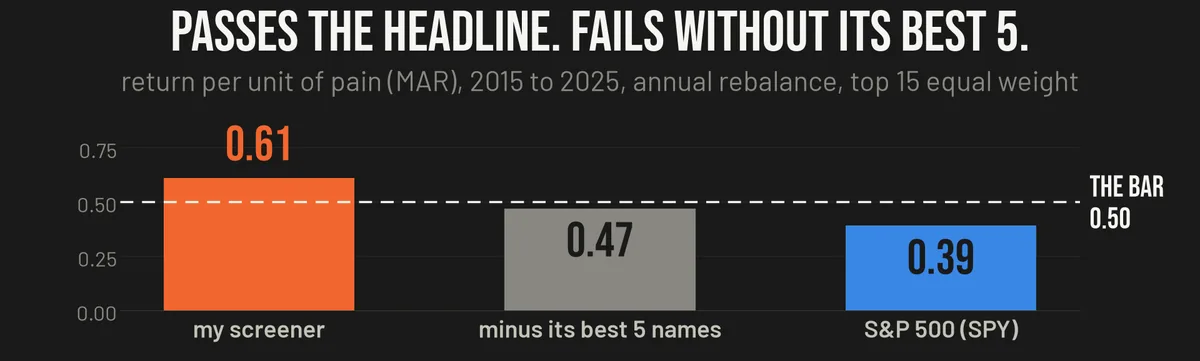 PASSES THE HEADLINE. FAILS WITHOUT ITS BEST 5.
return per unit of pain (MAR), 2015 to 2025, annual rebalance, top 15 equal weight
0.75
0.61
THE BAR
0.50
0.50
0.47
0.39
0.25
0.00
my screener
minus its best 5 names
S&P 500 (SPY)